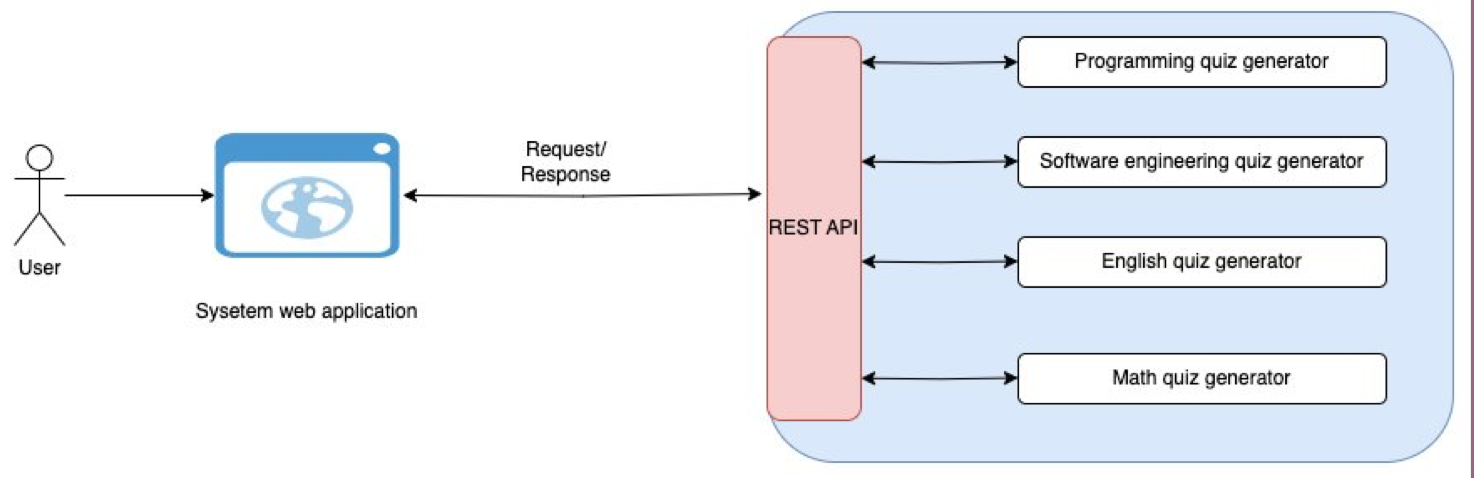 User
Sysetem web application
Request/
Response
REST API
Programming quiz generator
Software engineering quiz generator
English quiz generator
Math quiz generator